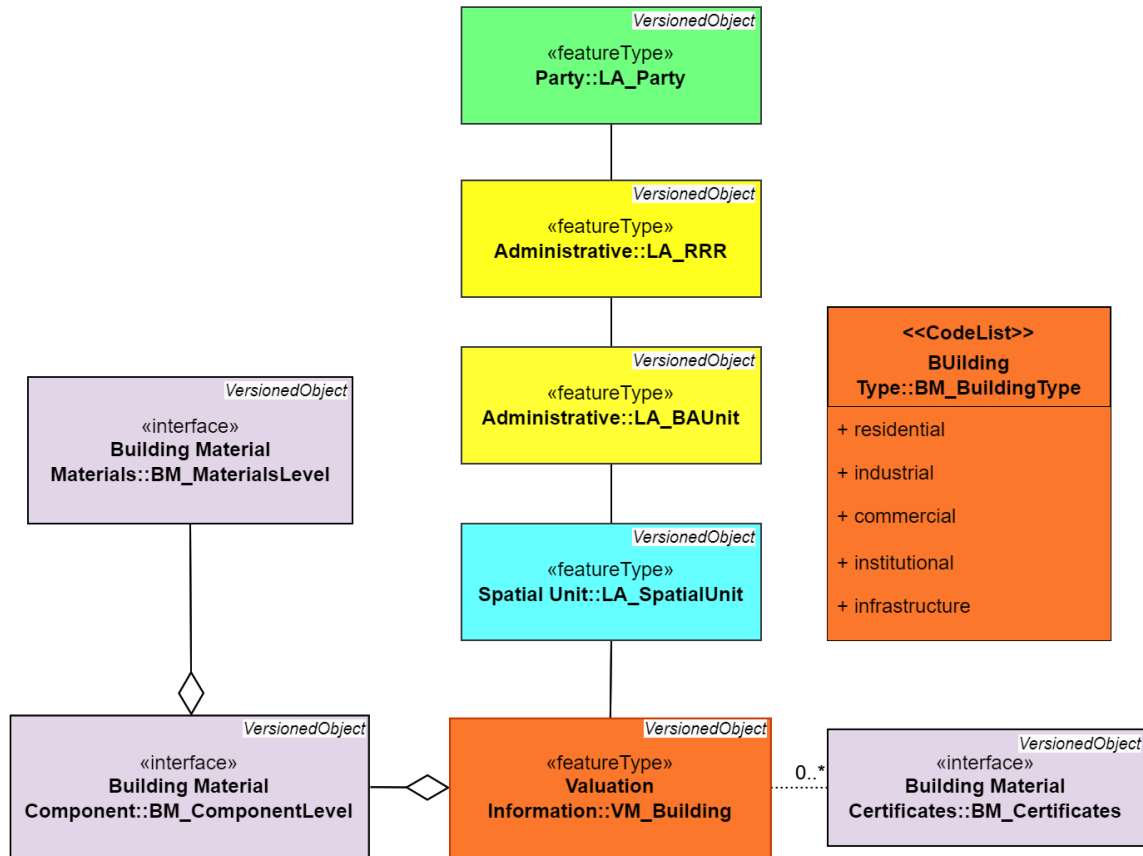 VersionedObject
«featureType»
Party::LA_Party
VersionedObject
«featureType»
Administrative::LA_RRR
VersionedObject
«featureType»
Administrative::LA_BAUnit
VersionedObject
«featureType»
Spatial Unit::LA_SpatialUnit
<<CodeList>>
BUilding
Type::BM_BuildingType
+ residential
+ industrial
+ commercial
+ institutional
+ infrastructure
VersionedObject
«interface»
Building Material
Materials::BM_MaterialsLevel
VersionedObject
«interface»
Building Material
Component::BM_ComponentLevel
VersionedObject
«featureType»
Valuation
Information::VM_Building
0..*
VersionedObject
«interface»
Building Material
Certificates::BM_Certificates